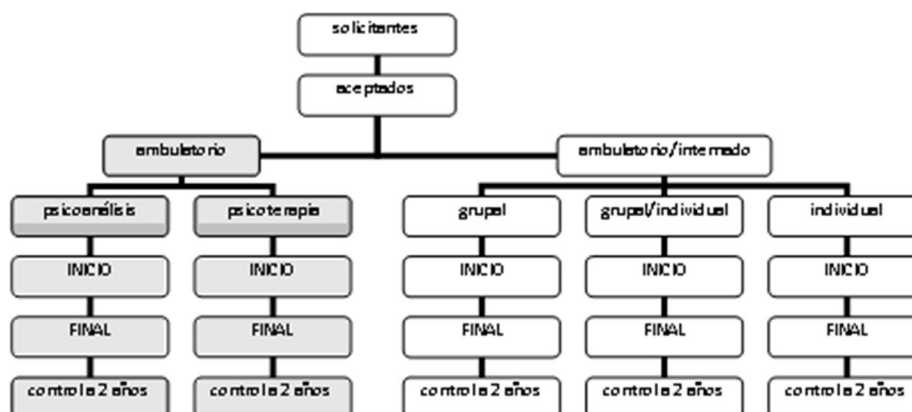 solicitantes
aceptados
ambulatorio
ambulatorio/internado
psicoanálisis
psicoterapia
grupal
grupal/individual
individual
INICIO
INICIO
INICIO
INICIO
INICIO
FINAL
FINAL
FINAL
FINAL
FINAL
control a 2 años
control a 2 años
control a 2 años
control a 2 años
control a 2 años